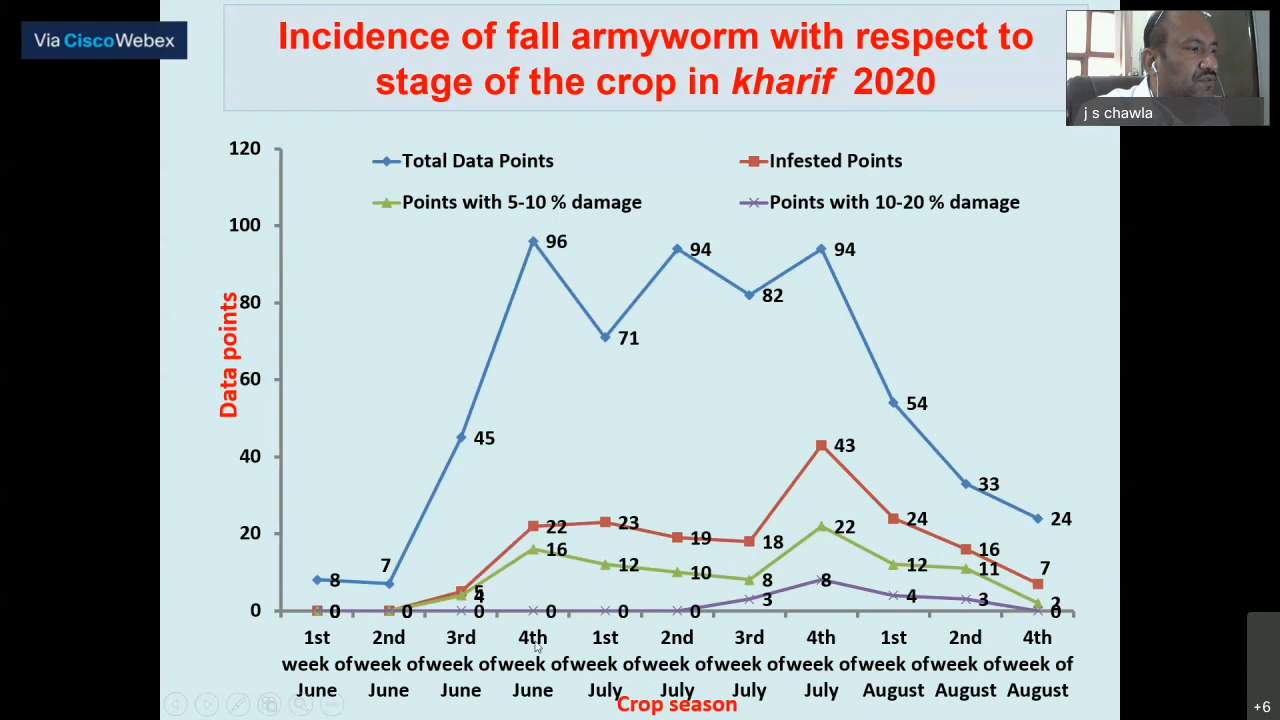 Via CiscoWebex
Incidence of fall armyworm with respect to
stage of the crop in kharif 2020
j s chawla
Total Data Points
Infested Points
Points with 5-10 % damage
Points with 10-20 % damage
Data points
120
100
80
60
40
20
0
8
7
45
96
71
94
82
94
54
33
24
5
22
23
19
18
43
24
16
7
4
16
12
10
8
22
12
11
2
0
0
0
0
0
0
3
8
4
3
0
1st
week of
June
2nd
week of
June
3rd
week of
June
4th
week of
June
1st
week of
July
2nd
week of
July
3rd
week of
July
4th
week of
July
1st
week of
August
2nd
week of
August
4th
week of
August
Crop season
+6